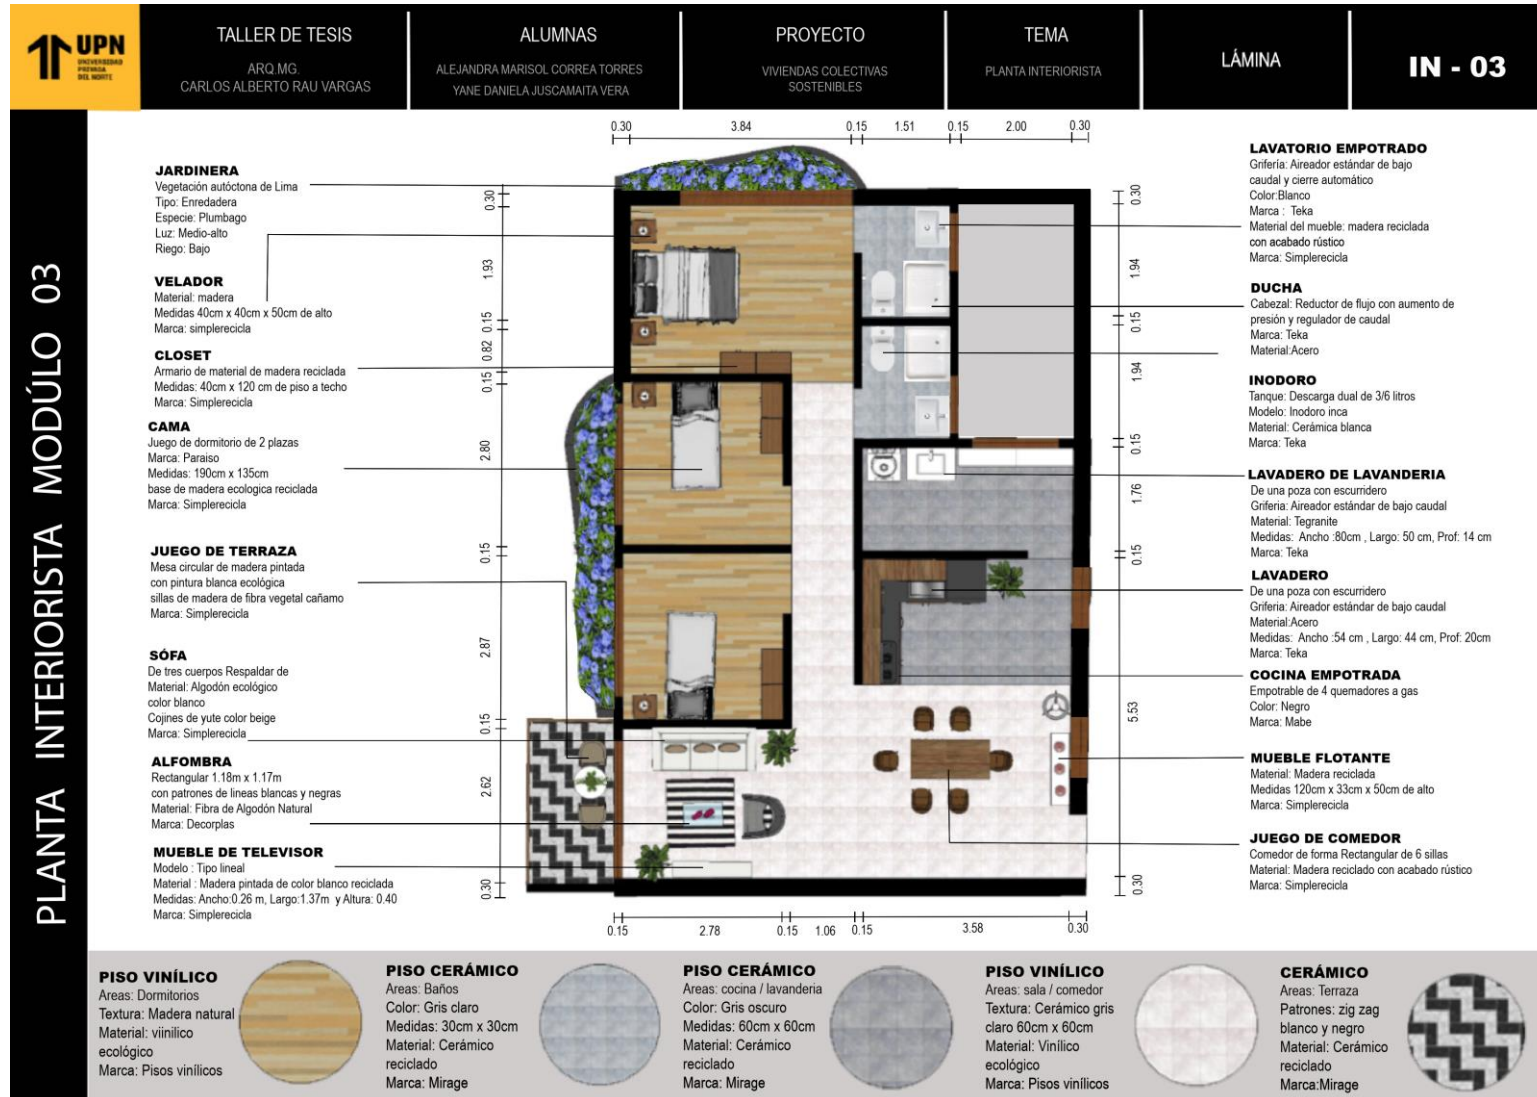 UPN
UNIVERSIDAD
PRIVADA
DEL NORTE
TALLER DE TESIS
ARQ.MG.
CARLOS ALBERTO RAU VARGAS
ALUMNAS
ALEJANDRA MARISOL CORREA TORRES
YANE DANIELA JUSCAMAITA VERA
PROYECTO
VIVIENDAS COLECTIVAS
SOSTENIBLES
TEMA
PLANTA INTERIORISTA
LÁMINA
IN - 03
PLANTA INTERIORISTA MODÚLO 03
JARDINERA
Vegetación autóctona de Lima
Tipo: Enredadera
Especie: Plumbago
Luz: Medio-alto
Riego: Bajo
VELADOR
Material: madera
Medidas 40cm x 40cm x 50cm de alto
Marca: simplerecicla
CLOSET
Armario de material de madera reciclada
Medidas: 40cm x 120 cm de piso a techo
Marca: Simplerecicla
CAMA
Juego de dormitorio de 2 plazas
Marca: Paraiso
Medidas: 190cm x 135cm
base de madera ecologica reciclada
Marca: Simplerecicla
JUEGO DE TERRAZA
Mesa circular de madera pintada
con pintura blanca ecológica
sillas de madera de fibra vegetal cañamo
Marca: Simplerecicla
SÓFA
De tres cuerpos Respaldar de
Material: Algodón ecológico
color blanco
Cojines de yute color beige
Marca: Simplerecicla
ALFOMBRA
Rectangular 1.18m x 1.17m
con patrones de lineas blancas y negras
Material: Fibra de Algodón Natural
Marca: Decorplas
MUEBLE DE TELEVISOR
Modelo : Tipo lineal
Material : Madera pintada de color blanco reciclada
Medidas: Ancho:0.26 m, Largo:1.37m y Altura: 0.40
Marca: Simplerecicla
0.30 3.84 0.15 1.51 0.15 2.00 0.30
0.30
1.93
0.15
0.82
0.15
2.80
0.15
2.87
0.15
2.62
0.30
0.30
1.94
0.15
1.94
0.15
1.76
0.15
5.53
0.30
0.15 2.78 0.15 1.06 0.15 3.58 0.30
LAVATORIO EMPOTRADO
Grifería: Aireador estándar de bajo
caudal y cierre automático
Color:Blanco
Marca : Teka
Material del mueble: madera reciclada
con acabado rústico
Marca: Simplerecicla
DUCHA
Cabezal: Reductor de flujo con aumento de
presión y regulador de caudal
Marca: Teka
Material:Acero
INODORO
Tanque: Descarga dual de 3/6 litros
Modelo: Inodoro inca
Material: Cerámica blanca
Marca: Teka
LAVADERO DE LAVANDERIA
De una poza con escurridero
Griferia: Aireador estándar de bajo caudal
Material: Tegranite
Medidas: Ancho :80cm , Largo: 50 cm, Prof: 14 cm
Marca: Teka
LAVADERO
De una poza con escurridero
Griferia: Aireador estándar de bajo caudal
Material:Acero
Medidas: Ancho :54 cm , Largo: 44 cm, Prof: 20cm
Marca: Teka
COCINA EMPOTRADA
Empotrable de 4 quemadores a gas
Color: Negro
Marca: Mabe
MUEBLE FLOTANTE
Material: Madera reciclada
Medidas 120cm x 33cm x 50cm de alto
Marca: Simplerecicla
JUEGO DE COMEDOR
Comedor de forma Rectangular de 6 sillas
Material: Madera reciclado con acabado rústico
Marca: Simplerecicla
PISO VINÍLICO
Areas: Dormitorios
Textura: Madera natural
Material: viinilico
ecológico
Marca: Pisos vinílicos
PISO CERÁMICO
Areas: Baños
Color: Gris claro
Medidas: 30cm x 30cm
Material: Cerámico
reciclado
Marca: Mirage
PISO CERÁMICO
Areas: cocina / lavanderia
Color: Gris oscuro
Medidas: 60cm x 60cm
Material: Cerámico
reciclado
Marca: Mirage
PISO VINÍLICO
Areas: sala / comedor
Textura: Cerámico gris
claro 60cm x 60cm
Material: Vinílico
ecológico
Marca: Pisos vinílicos
CERÁMICO
Areas: Terraza
Patrones: zig zag
blanco y negro
Material: Cerámico
reciclado
Marca:Mirage